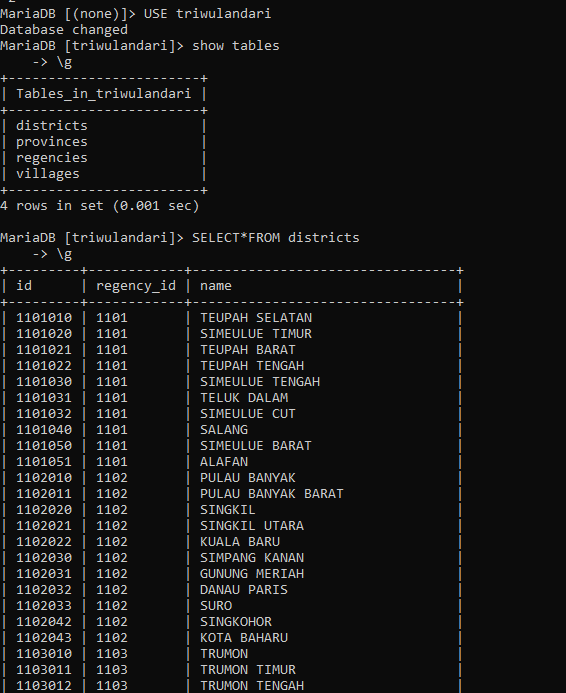 MariaDB [(none)]> USE triwulandari
Database changed
MariaDB [triwulandari]> show tables
    -> \g
+------------------------+
| Tables_in_triwulandari |
+------------------------+
| districts              |
| provinces              |
| regencies              |
| villages               |
+------------------------+
4 rows in set (0.001 sec)
MariaDB [triwulandari]> SELECT*FROM districts
    -> \g
+---------+------------+---------------------------------+
| id      | regency_id | name                            |
+---------+------------+---------------------------------+
| 1101010 | 1101       | TEUPAH SELATAN                  |
| 1101020 | 1101       | SIMEULUE TIMUR                  |
| 1101021 | 1101       | TEUPAH BARAT                    |
| 1101022 | 1101       | TEUPAH TENGAH                   |
| 1101030 | 1101       | SIMEULUE TENGAH                 |
| 1101031 | 1101       | TELUK DALAM                     |
| 1101032 | 1101       | SIMEULUE CUT                    |
| 1101040 | 1101       | SALANG                          |
| 1101050 | 1101       | SIMEULUE BARAT                  |
| 1101051 | 1101       | ALAFAN                          |
| 1102010 | 1102       | PULAU BANYAK                    |
| 1102011 | 1102       | PULAU BANYAK BARAT              |
| 1102020 | 1102       | SINGKIL                         |
| 1102021 | 1102       | SINGKIL UTARA                   |
| 1102022 | 1102       | KUALA BARU                      |
| 1102030 | 1102       | SIMPANG KANAN                   |
| 1102031 | 1102       | GUNUNG MERIAH                   |
| 1102032 | 1102       | DANAU PARIS                     |
| 1102033 | 1102       | SURO                            |
| 1102042 | 1102       | SINGKOHOR                       |
| 1102043 | 1102       | KOTA BAHARU                     |
| 1103010 | 1103       | TRUMON                          |
| 1103011 | 1103       | TRUMON TIMUR                    |
| 1103012 | 1103       | TRUMON TENGAH                   |